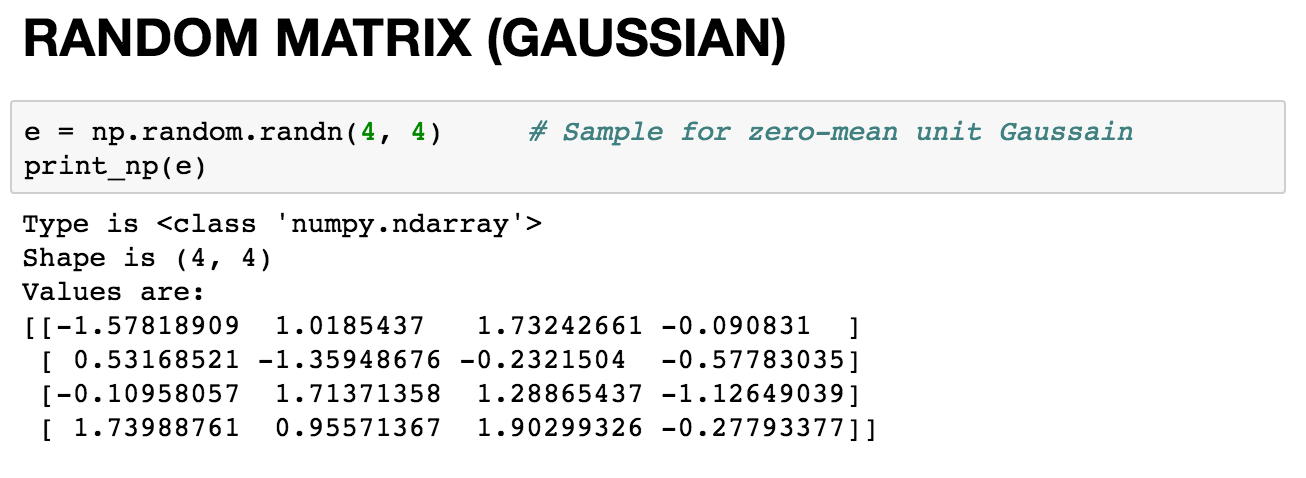 RANDOM MATRIX (GAUSSIAN)
e = np.random.randn(4, 4)     # Sample for zero-mean unit Gaussain
print_np(e)
Type is <class 'numpy.ndarray'>
Shape is (4, 4)
Values are:
[[-1.57818909  1.0185437   1.73242661 -0.090831  ]
 [ 0.53168521 -1.35948676 -0.2321504  -0.57783035]
 [-0.10958057  1.71371358  1.28865437 -1.12649039]
 [ 1.73988761  0.95571367  1.90299326 -0.27793377]]